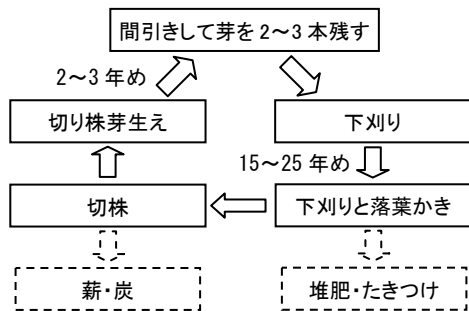 間引きして芽を2～3本残す
2～3年め
切り株芽生え
下刈り
15～25年め
切株
下刈りと落葉かき
薪・炭
堆肥・たきつけ